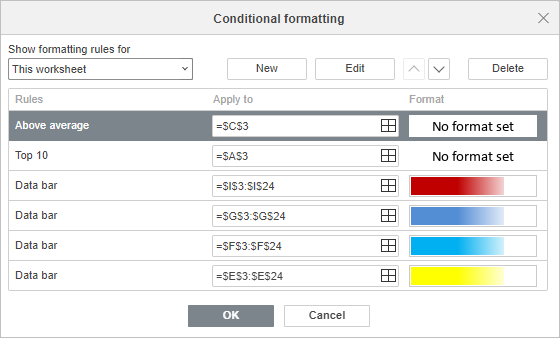 Conditional formatting
Show formatting rules for
This worksheet
New
Edit
Delete
Rules Apply to Format
Above average =$C$3 No format set
Top 10 =$A$3 No format set
Data bar =$I$3:$I$24
Data bar =$G$3:$G$24
Data bar =$F$3:$F$24
Data bar =$E$3:$E$24
OK
Cancel